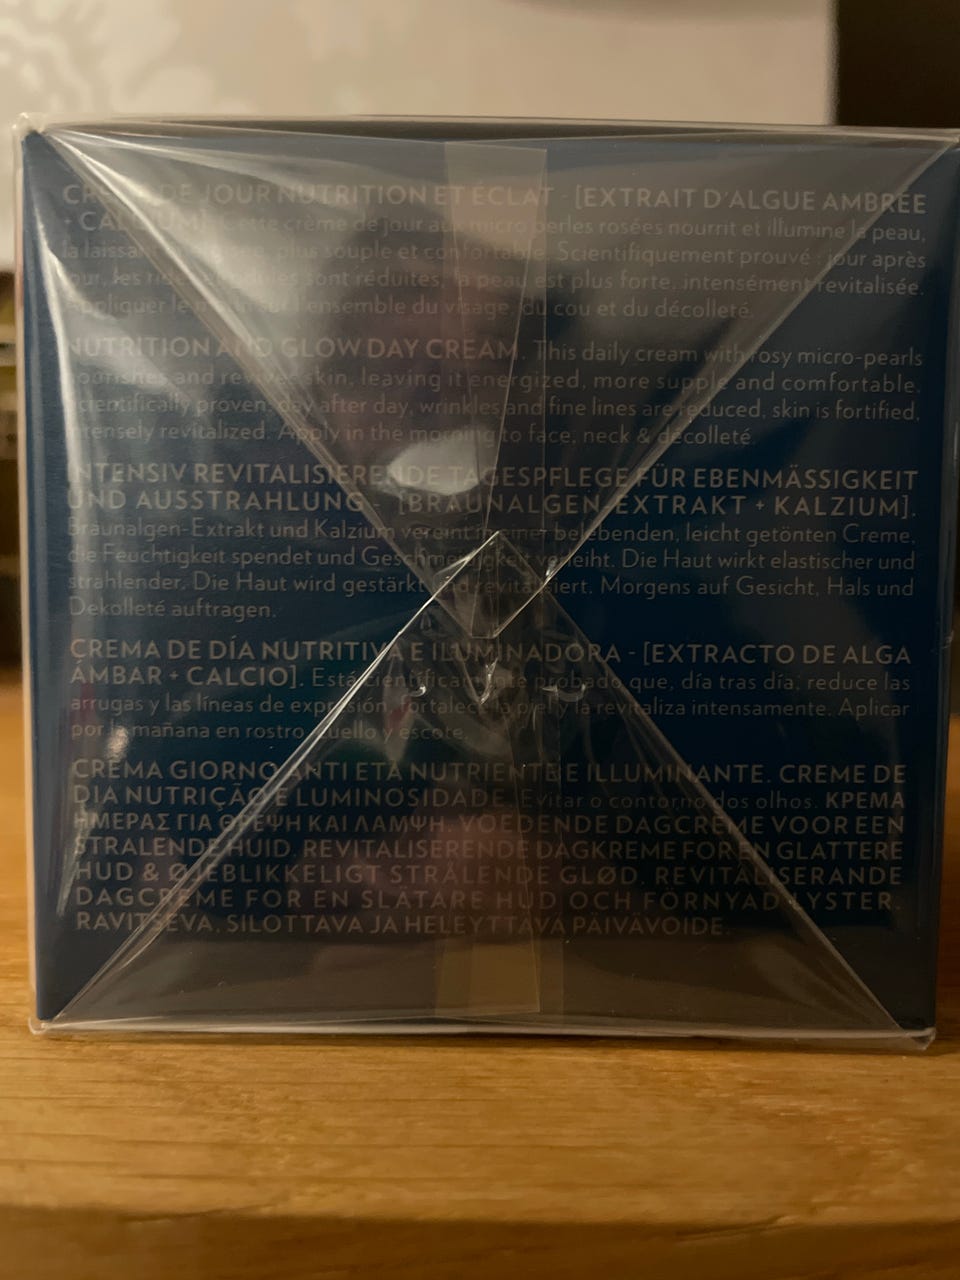 CRÈME DE JOUR NUTRITION ET ÉCLAT - [EXTRAIT D'ALGUE AMBRÉE
+ CALCIUM]. Cette crème de jour aux micro perles rosées nourrit et illumine la peau,
la laissant plus souple et confortable. Scientifiquement prouvé : jour après
jour, les rides sont réduites, la peau est plus forte, intensément revitalisée.
Appliquer le matin sur l'ensemble du visage, du cou et du décolleté.
NUTRITION AND GLOW DAY CREAM. This daily cream with rosy micro-pearls
nourishes and revives skin, leaving it energized, more supple and comfortable.
Scientifically proven: day after day, wrinkles and fine lines are reduced, skin is fortified,
intensely revitalized. Apply in the morning to face, neck & décolleté.
INTENSIV REVITALISIERENDE TAGESPFLEGE FÜR EBENMÄSSIGKEIT
UND AUSSTRAHLUNG - [BRAUNALGEN-EXTRAKT + KALZIUM].
Braunalgen-Extrakt und Kalzium vereint in einer belebenden, leicht getönten Creme,
die Feuchtigkeit spendet und Geschmeidigkeit verleiht. Die Haut wirkt elastischer und
strahlender. Die Haut wird gestärkt und revitalisiert. Morgens auf Gesicht, Hals und
Dekolleté auftragen.
CREMA DE DÍA NUTRITIVA E ILUMINADORA - [EXTRACTO DE ALGA
ÁMBAR + CALCIO]. Está científicamente probado que, día tras día, reduce las
arrugas y las líneas de expresión, fortalece la piel y la revitaliza intensamente. Aplicar
por la mañana en rostro, cuello y escote.
CREMA GIORNO ANTI ETÀ NUTRIENTE E ILLUMINANTE. CREME DE
DIA NUTRIÇÃO E LUMINOSIDADE. Evitar o contorno dos olhos. ΚΡΕΜΑ
ΗΜΕΡΑΣ ΓΙΑ ΘΡΕΨΗ ΚΑΙ ΛΑΜΨΗ. VOEDENDE DAGCRÈME VOOR EEN
STRALENDE HUID. REVITALISERENDE DAGKREME FOR EN GLATTERE
HUD & ØJEBLIKKELIGT STRÅLENDE GLØD. REVITALISERANDE
DAGCREME FOR EN SLÄTARE HUD OCH FÖRNYAD LYSTER.
RAVITSEVA, SILOTTAVA JA HELEYTTÄVÄ PÄIVÄVOIDE.